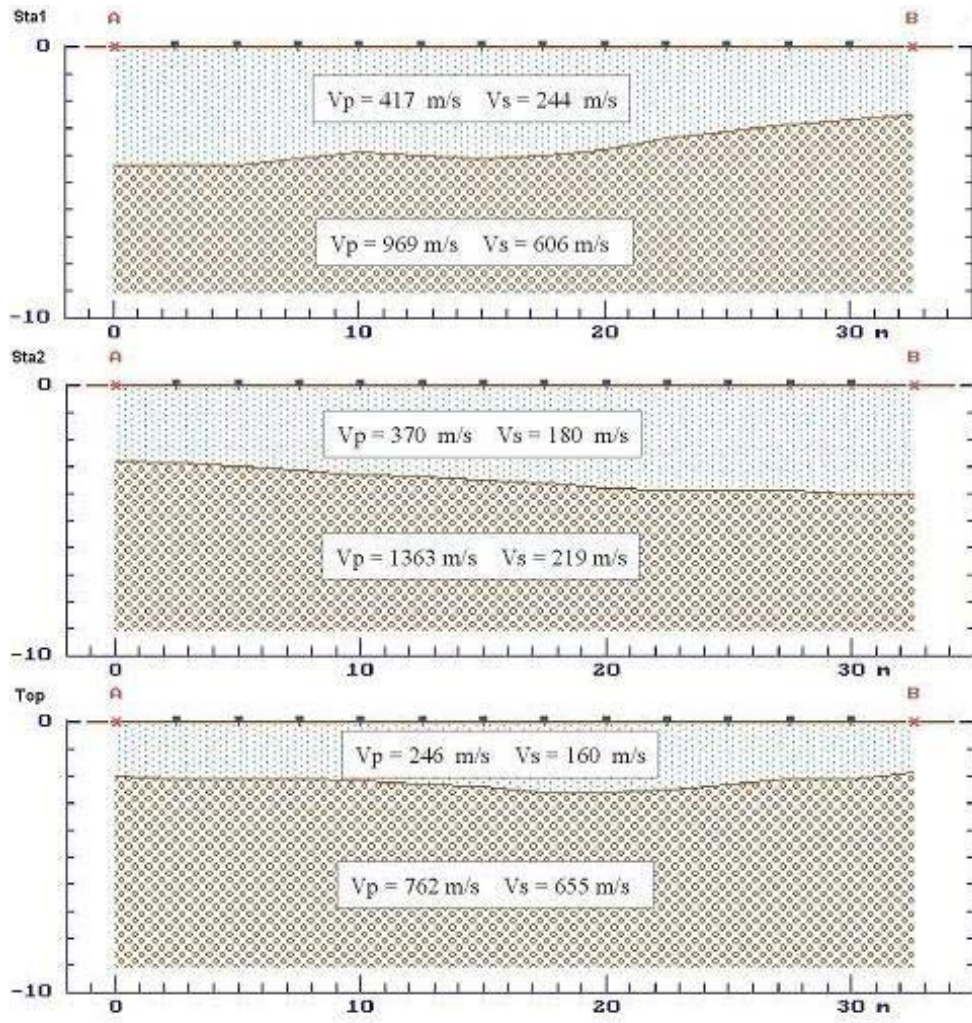 Sta1
A B
0
Vp = 417 m/s Vs = 244 m/s
Vp = 969 m/s Vs = 606 m/s
-10
0 10 20 30 m
Sta2
A B
0
Vp = 370 m/s Vs = 180 m/s
Vp = 1363 m/s Vs = 219 m/s
-10
0 10 20 30 m
Top
A B
0
Vp = 246 m/s Vs = 160 m/s
Vp = 762 m/s Vs = 655 m/s
-10
0 10 20 30 m